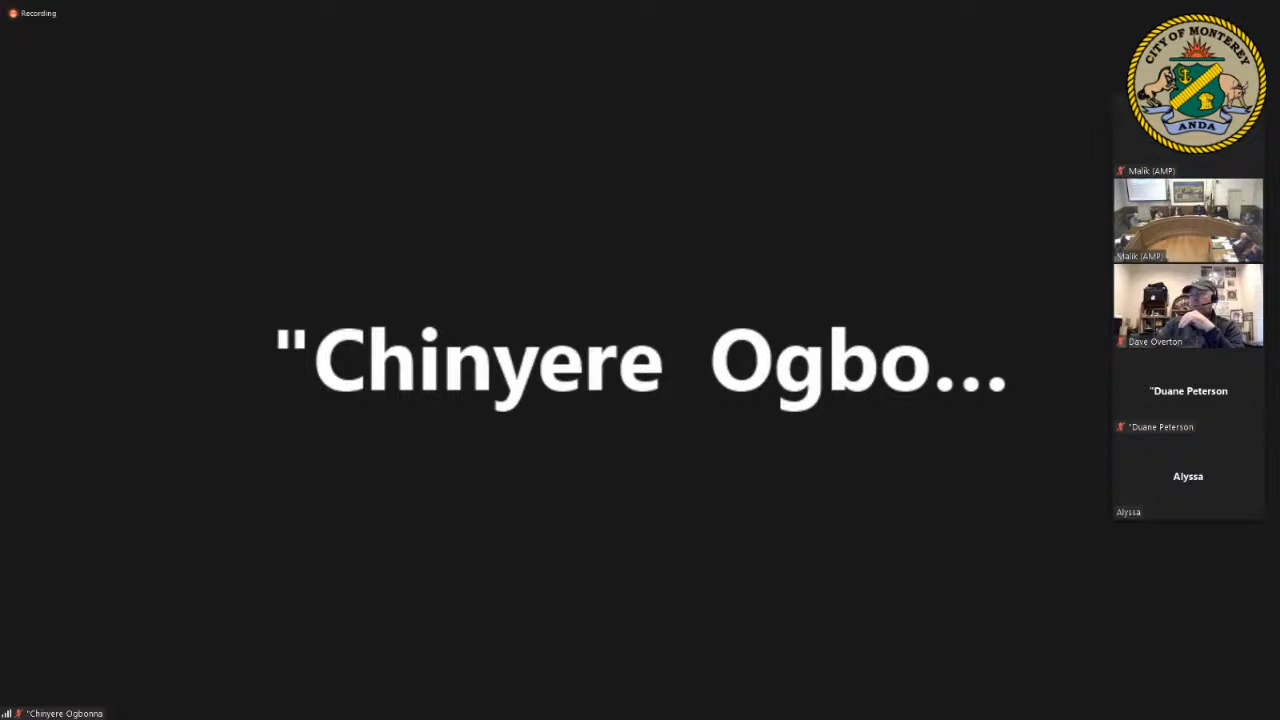 Recording
CITY OF MONTEREY
ANDA
Malik (AMP)
Malik (AMP)
Dave Overton
"Duane Peterson
"Duane Peterson
Alyssa
Alyssa
"Chinyere Ogbo...
"Chinyere Ogbonna